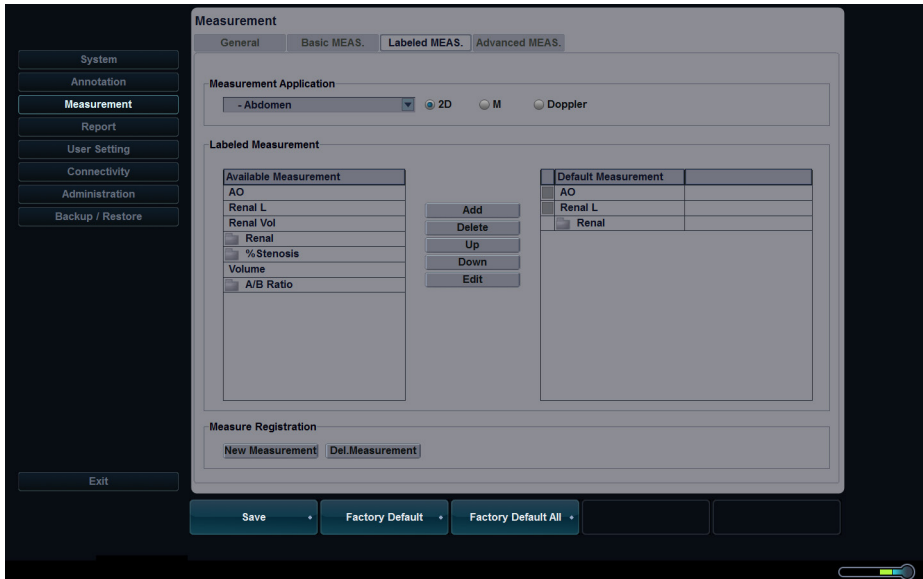 Measurement
General Basic MEAS. Labeled MEAS. Advanced MEAS.
System
Annotation
Measurement
Report
User Setting
Connectivity
Administration
Backup / Restore
Exit
Measurement Application
- Abdomen 2D M Doppler
Labeled Measurement
Available Measurement
AO
Renal L
Renal Vol
Renal
%Stenosis
Volume
A/B Ratio
Add
Delete
Up
Down
Edit
Default Measurement
AO
Renal L
Renal
Measure Registration
New Measurement Del.Measurement
Save Factory Default Factory Default All